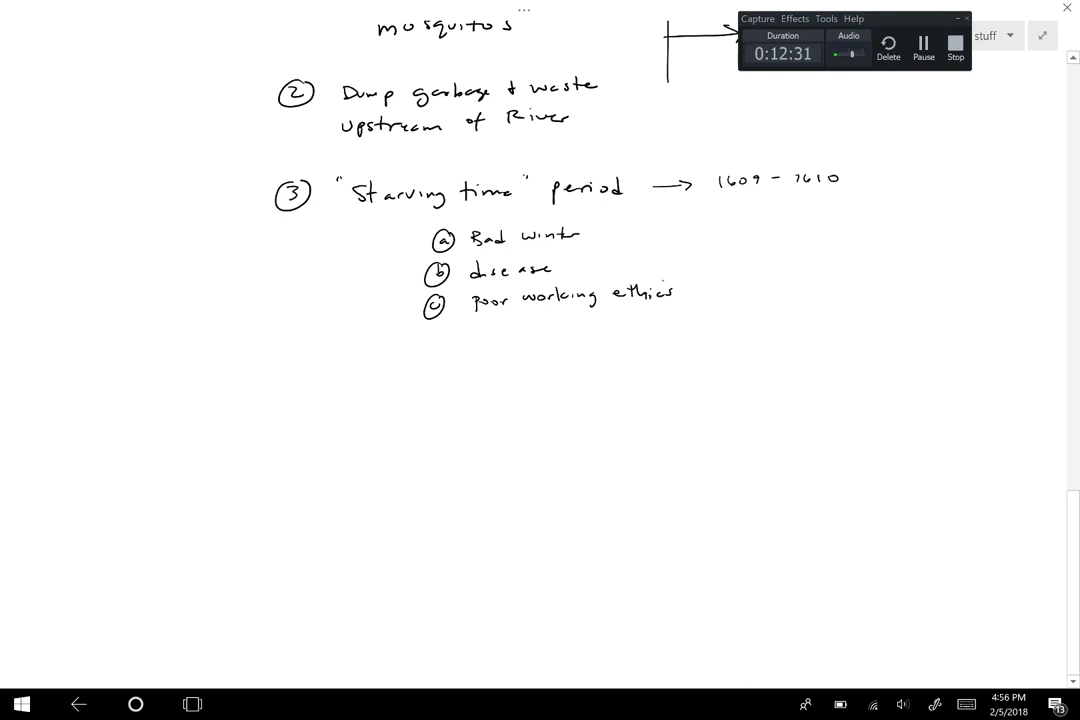 mosquitos
Capture Effects Tools Help
Duration
Audio
0:12:31
Delete
Pause
Stop
stuff
② Dump garbage & waste
upstream of River
③ "Starving time" period → 1609 - 1610
ⓐ Bad winter
ⓑ disease
ⓒ Poor working ethics
4:56 PM
2/5/2018
13